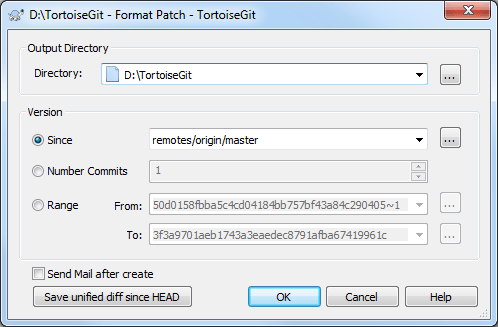 D:\TortoiseGit - Format Patch - TortoiseGit
Output Directory
Directory: D:\TortoiseGit ...
Version
Since remotes/origin/master ...
Number Commits 1
Range From: 50d0158fbba5c4cd04184bb757bf43a84c290405~1 ...
To: 3f3a9701aeb1743a3eaedec8791afba67419961c ...
Send Mail after create
Save unified diff since HEAD OK Cancel Help